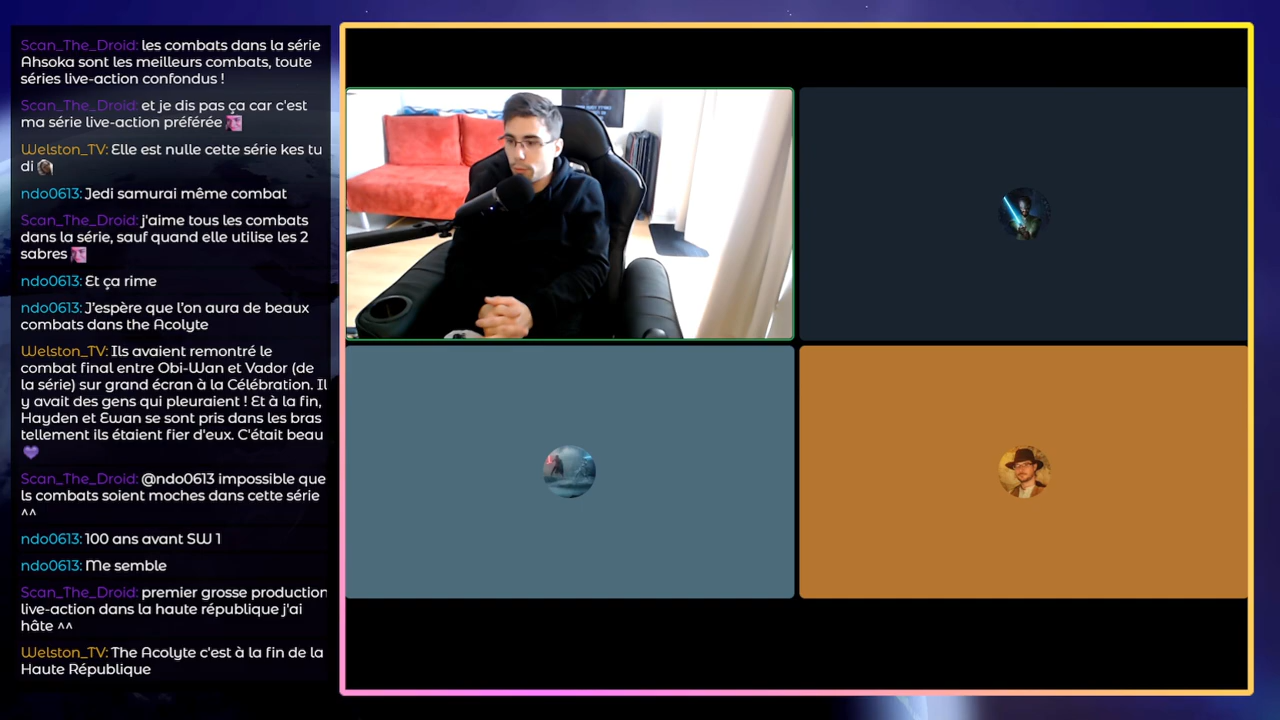 Scan_The_Droid: les combats dans la série
Ahsoka sont les meilleurs combats, toute
séries live-action confondus !
Scan_The_Droid: et je dis pas ça car c'est
ma série live-action préférée
Welston_TV: Elle est nulle cette série kes tu
di
ndo0613: Jedi samurai même combat
Scan_The_Droid: j'aime tous les combats
dans la série, sauf quand elle utilise les 2
sabres
ndo0613: Et ça rime
ndo0613: J'espère que l'on aura de beaux
combats dans the Acolyte
Welston_TV: Ils avaient remontré le
combat final entre Obi-Wan et Vador (de
la série) sur grand écran à la Célébration. Il
y avait des gens qui pleuraient ! Et à la fin,
Hayden et Ewan se sont pris dans les bras
tellement ils étaient fier d'eux. C'était beau
Scan_The_Droid: @ndo0613 impossible que
ls combats soient moches dans cette série
^^
ndo0613: 100 ans avant SW 1
ndo0613: Me semble
Scan_The_Droid: premier grosse production
live-action dans la haute république j'ai
hâte ^^
Welston_TV: The Acolyte c'est à la fin de la
Haute République